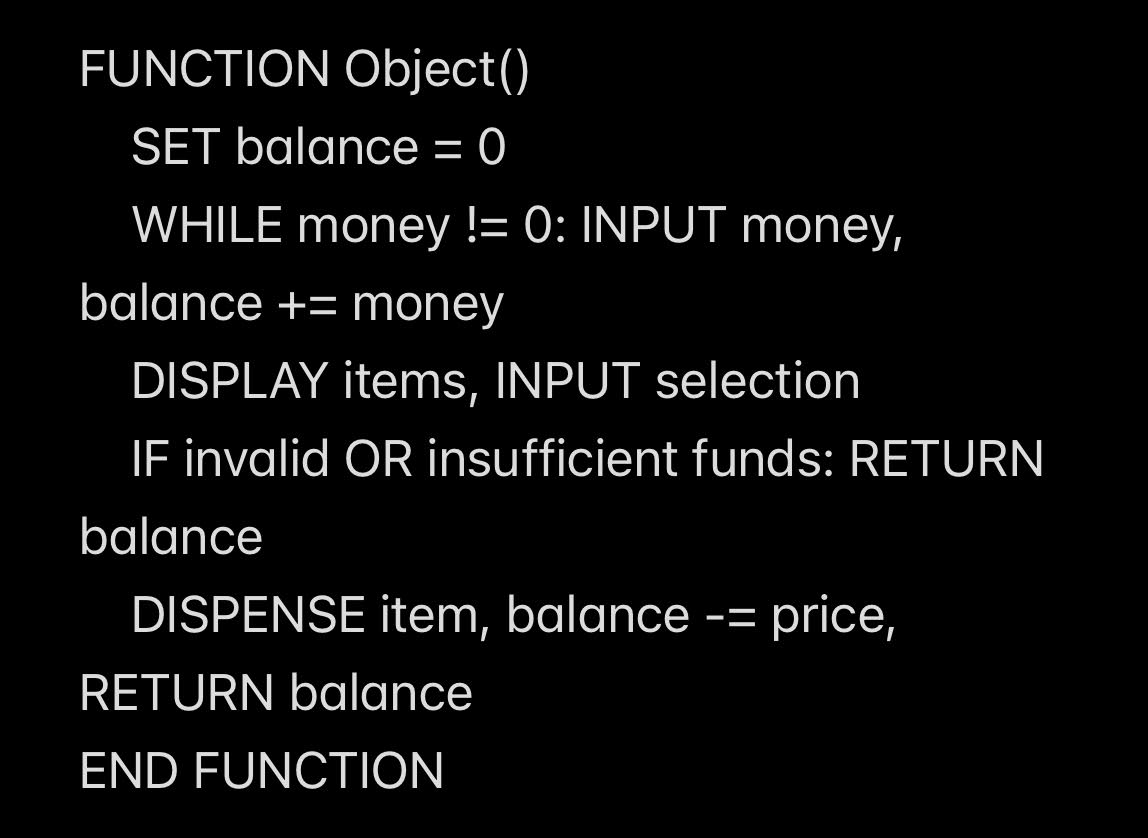 FUNCTION Object()
SET balance = 0
WHILE money != 0: INPUT money,
balance += money
DISPLAY items, INPUT selection
IF invalid OR insufficient funds: RETURN
balance
DISPENSE item, balance -= price,
RETURN balance
END FUNCTION